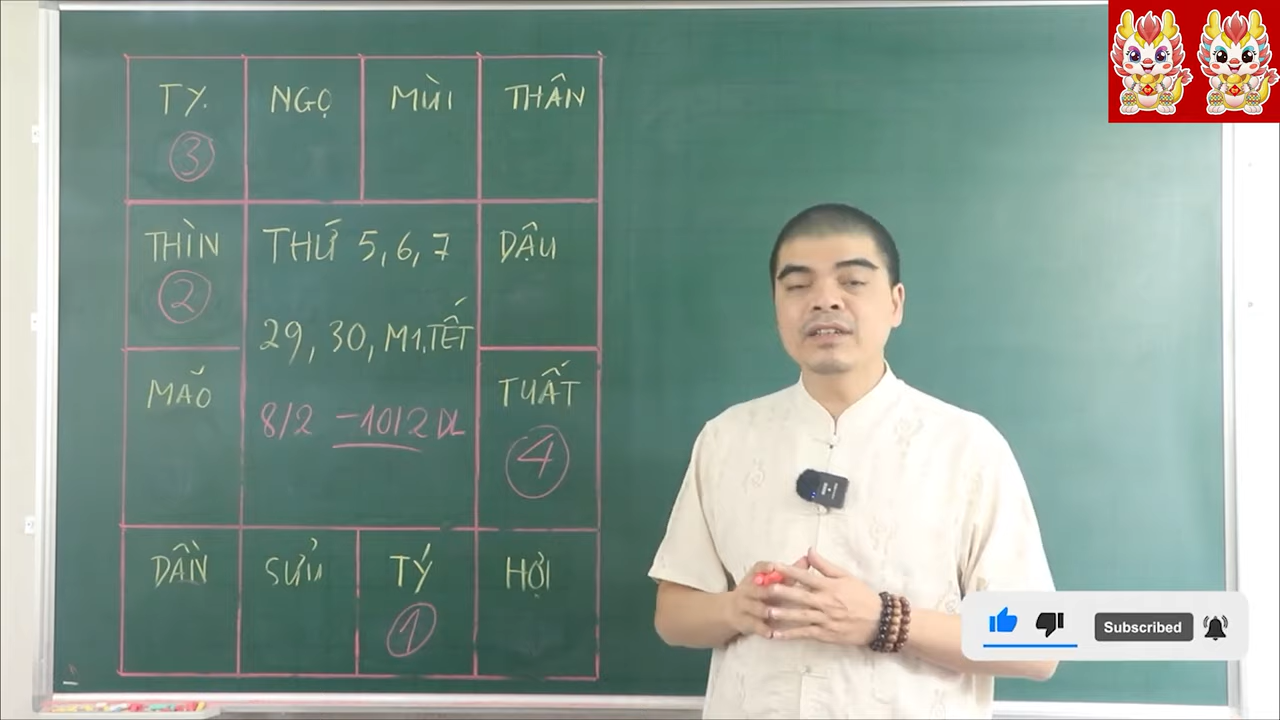 TỴ NGỌ MÙI THÂN
3
THÌN THỨ 5,6,7 DẬU
2
29, 30, M1.TẾT
MÃO 8/2 -10/2 DL TUẤT
4
DẦN SỬU TÝ HỢI
1
Subscribed